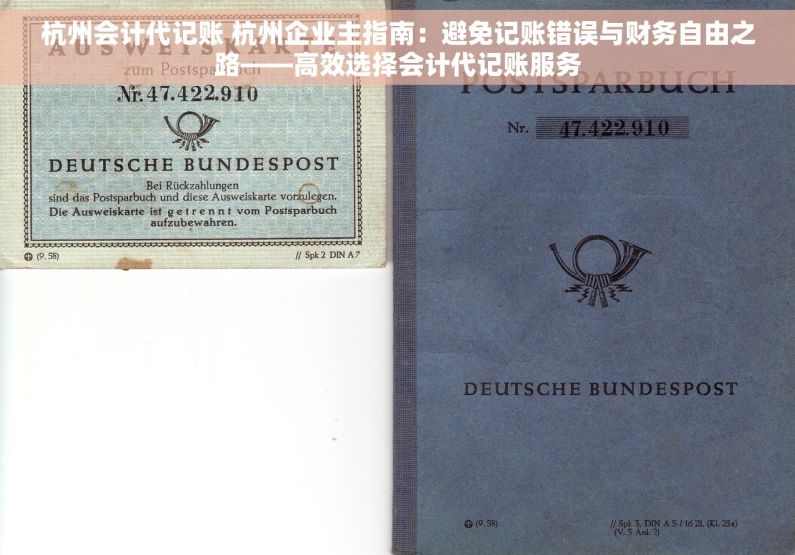 杭州会计代记账 杭州企业主指南：避免记账错误与财务自由之
路——高效选择会计代记账服务
AUSWEISKARTE
zum Postsparbuch
Nr. 47.422.910
DEUTSCHE BUNDESPOST
Bei Rückzahlungen
sind das Postsparbuch und diese Ausweiskarte vorzulegen.
Die Ausweiskarte ist getrennt vom Postsparbuch
aufzubewahren.
(9. 58)
// Spk 2 DIN A7
POSTSPARBUCH
Nr. 47.422.910
DEUTSCHE BUNDESPOST
(9. 58)
// Spk 3, DIN A 5 / 16 Bl. (Kl. 25a)
(V. 5 Anl. 2)